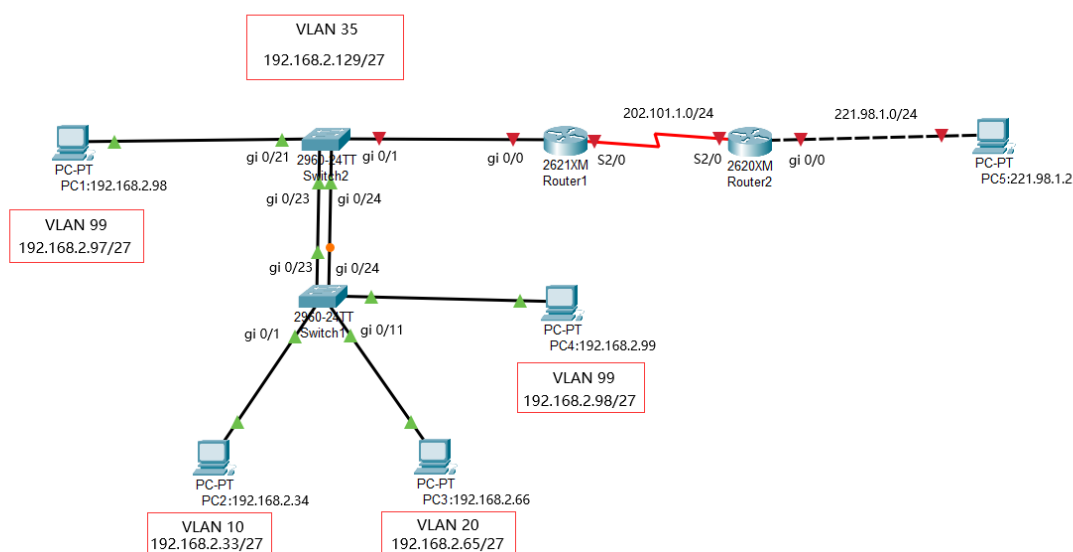 VLAN 35
192.168.2.129/27
202.101.1.0/24
221.98.1.0/24
gi 0/21
2960-24TT
Switch2
gi 0/1
gi 0/0
2621XM
Router1
S2/0
S2/0
2620XM
Router2
gi 0/0
PC-PT
PC5:221.98.1.2
PC-PT
PC1:192.168.2.98
gi 0/23
gi 0/24
VLAN 99
192.168.2.97/27
gi 0/23
gi 0/24
2960-24TT
Switch1
gi 0/1
gi 0/11
PC-PT
PC4:192.168.2.99
VLAN 99
192.168.2.98/27
PC-PT
PC2:192.168.2.34
PC-PT
PC3:192.168.2.66
VLAN 10
192.168.2.33/27
VLAN 20
192.168.2.65/27